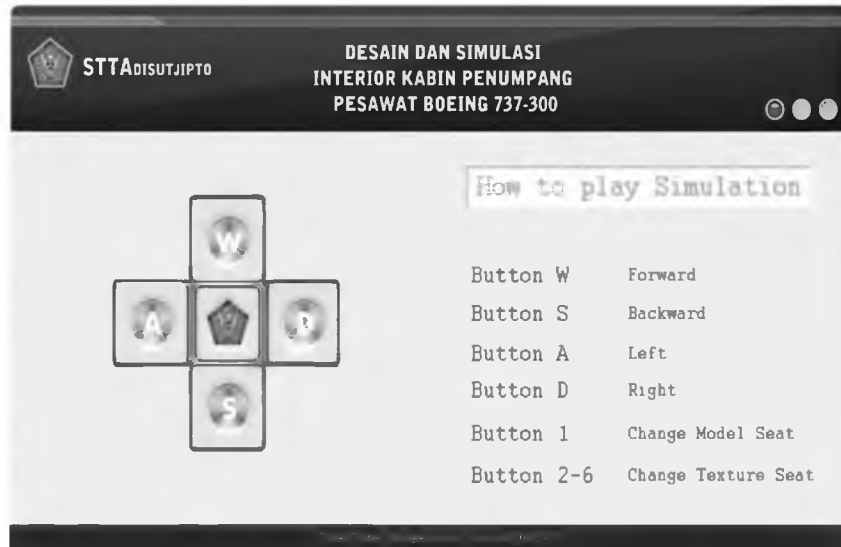 STTADISUTJIPTO
DESAIN DAN SIMULASI
INTERIOR KABIN PENUMPANG
PESAWAT BOEING 737-300
How to play Simulation
W
A
S
Button W Forward
Button S Backward
Button A Left
Button D Right
Button 1 Change Model Seat
Button 2-6 Change Texture Seat